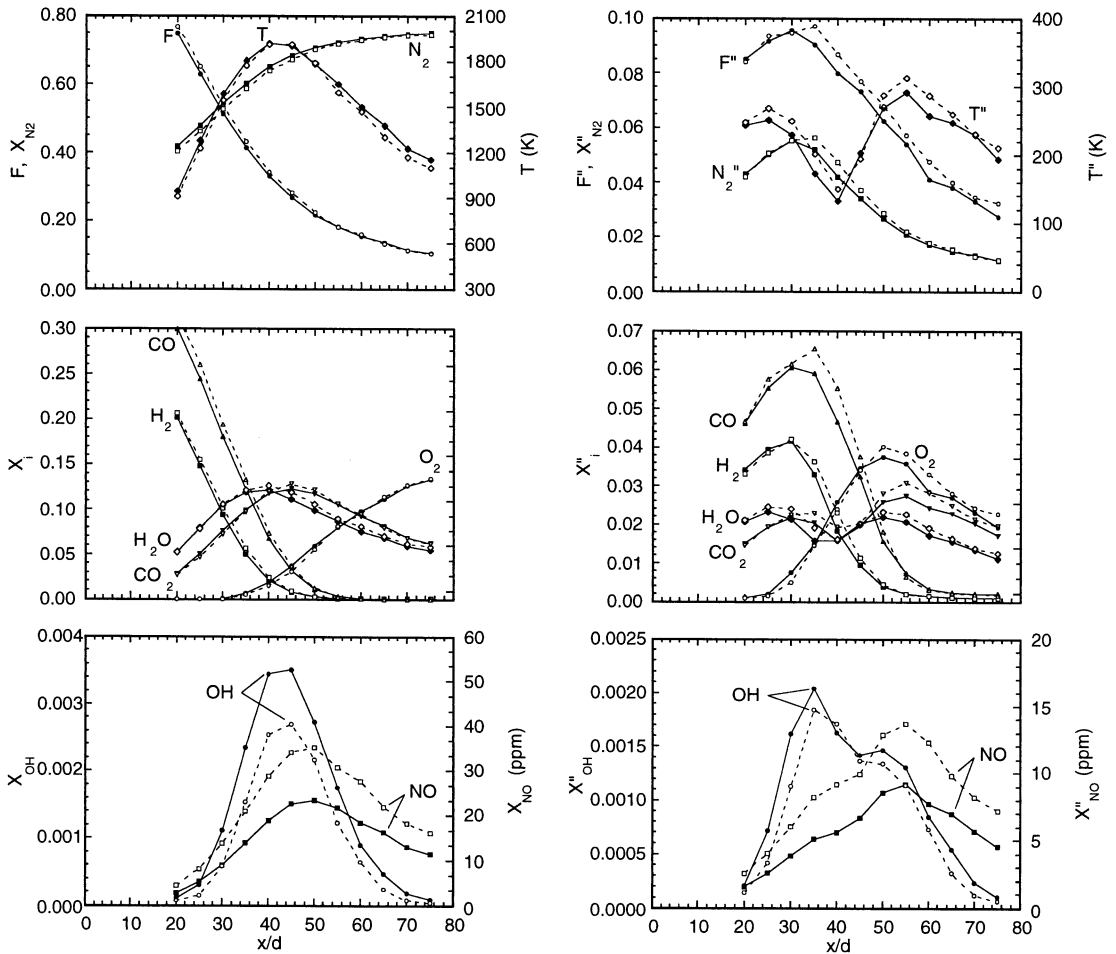 0.80
0.60
0.40
0.20
0.00
F, X_N2
F
T
N_2
2100
1800
1500
1200
900
600
300
T (K)
0.10
0.08
0.06
0.04
0.02
0.00
F", X"_N2
F"
T"
N_2"
400
300
200
100
0
T" (K)
0.30
0.25
0.20
0.15
0.10
0.05
0.00
X_i
CO
H_2
O_2
H_2O
CO_2
0.07
0.06
0.05
0.04
0.03
0.02
0.01
0.00
X"_i
CO
H_2
O_2
H_2O
CO_2
0.004
0.003
0.002
0.001
0.000
X_OH
OH
NO
60
50
40
30
20
10
0
X_NO (ppm)
0 10 20 30 40 50 60 70 80
x/d
0.0025
0.0020
0.0015
0.0010
0.0005
0.0000
X"_OH
OH
NO
20
15
10
5
0
X"_NO (ppm)
0 10 20 30 40 50 60 70 80
x/d